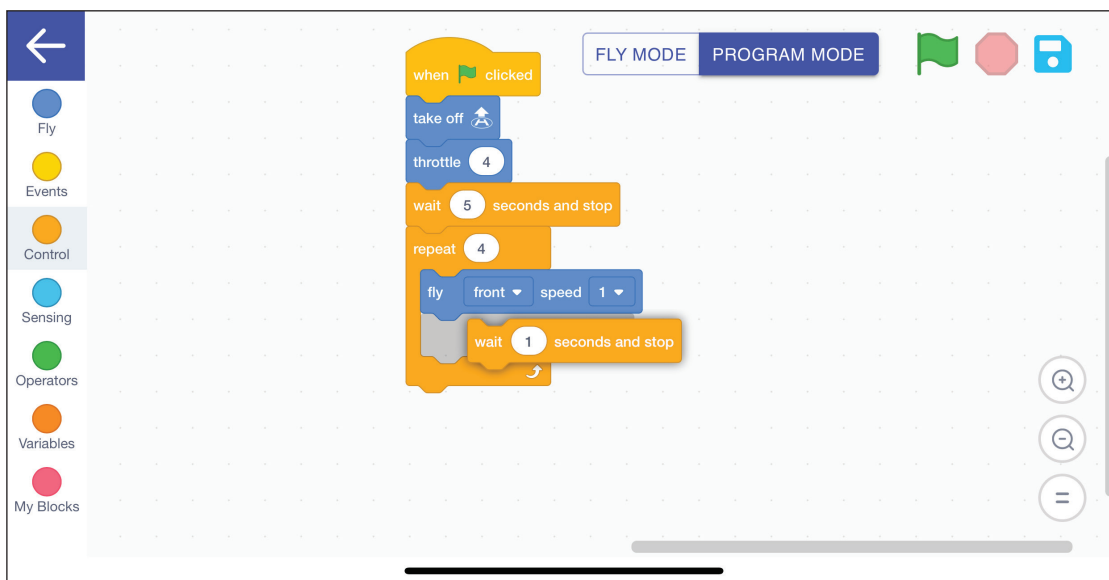 FLY MODE PROGRAM MODE
Fly
Events
Control
Sensing
Operators
Variables
My Blocks
when clicked
take off
throttle 4
wait 5 seconds and stop
repeat 4
fly front speed 1
wait 1 seconds and stop